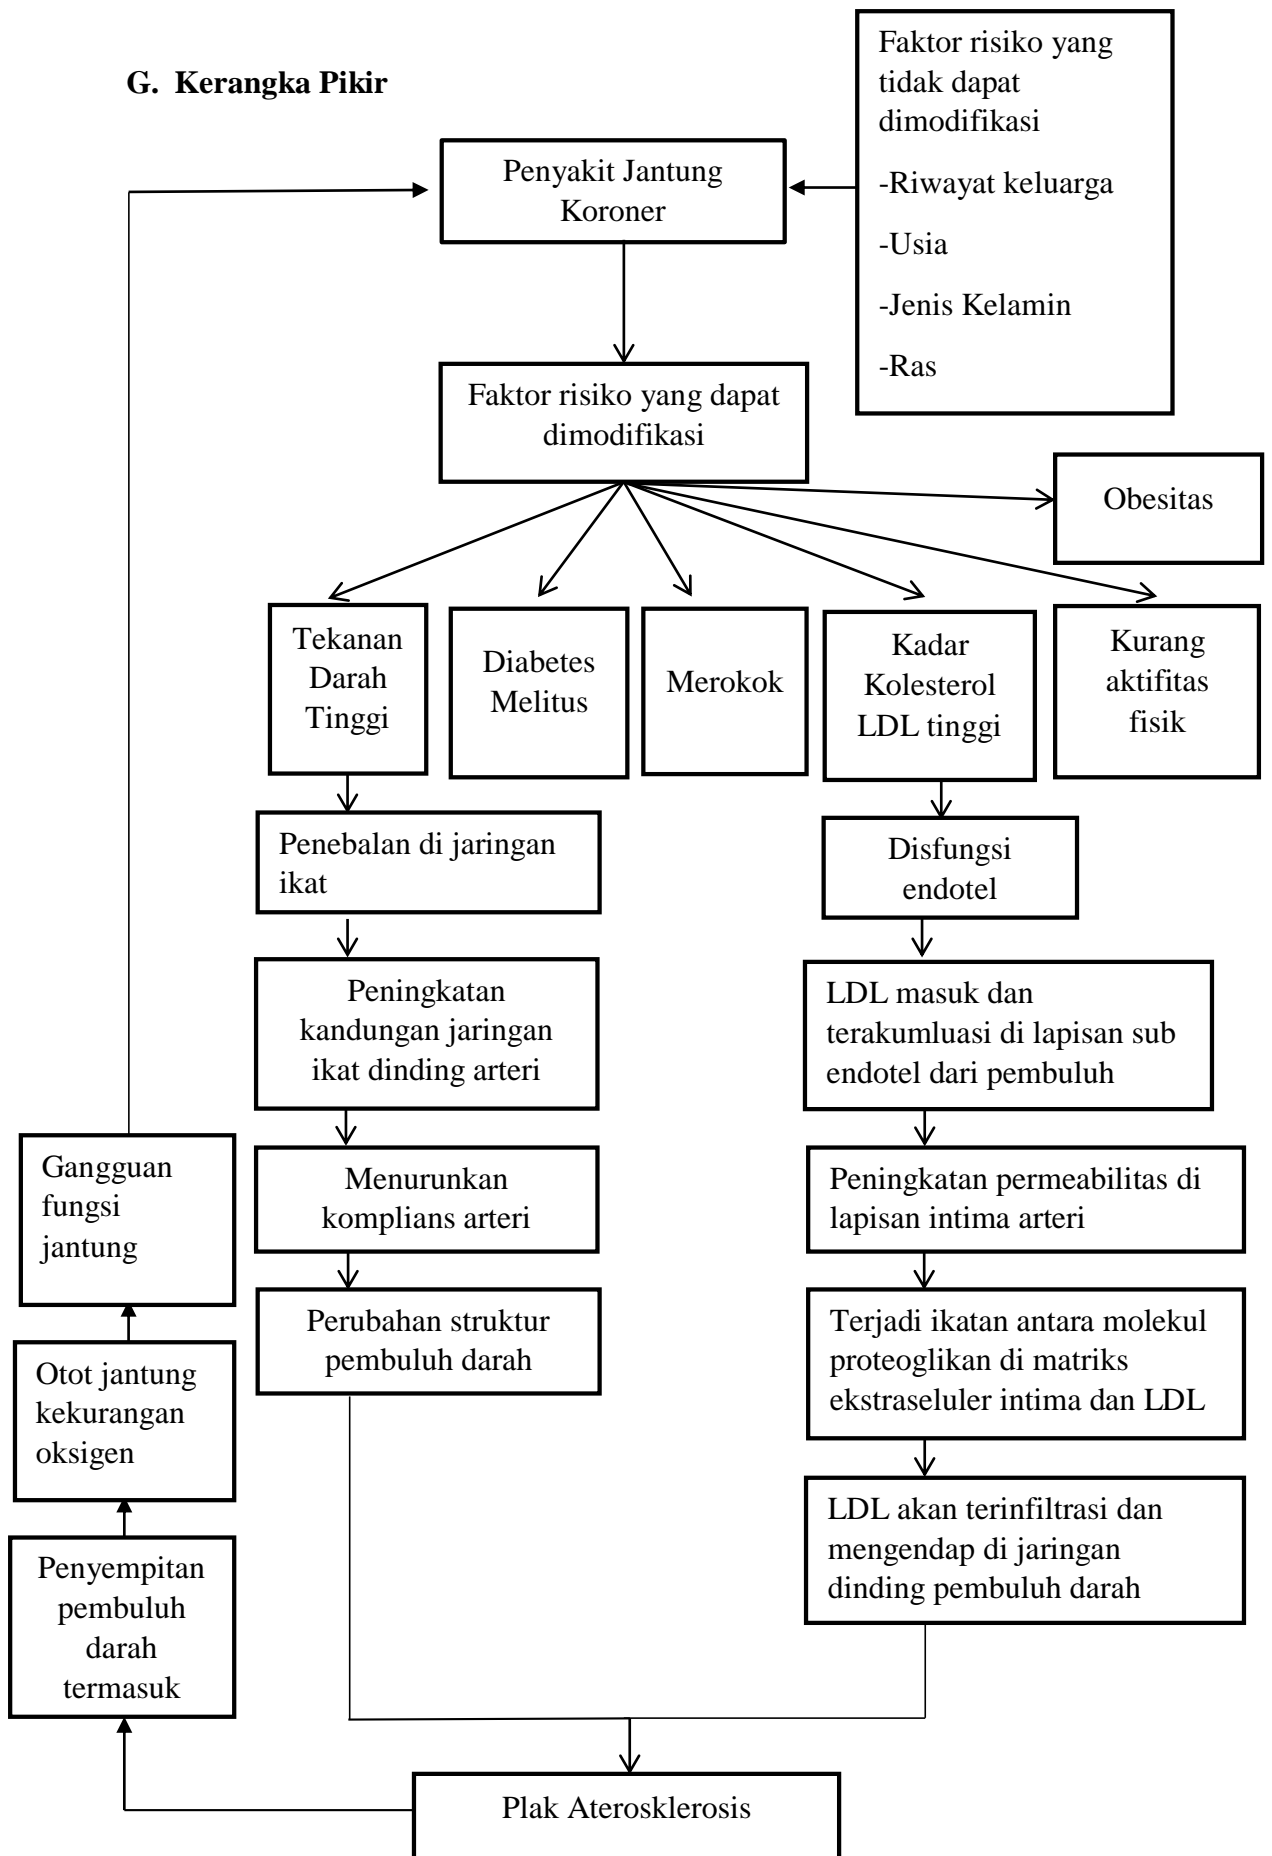 G. Kerangka Pikir
Faktor risiko yang
tidak dapat
dimodifikasi
-Riwayat keluarga
-Usia
-Jenis Kelamin
-Ras
Penyakit Jantung
Koroner
Faktor risiko yang dapat
dimodifikasi
Obesitas
Tekanan
Darah
Tinggi
Diabetes
Melitus
Merokok
Kadar
Kolesterol
LDL tinggi
Kurang
aktifitas
fisik
Penebalan di jaringan
ikat
Disfungsi
endotel
Peningkatan
kandungan jaringan
ikat dinding arteri
LDL masuk dan
terakumluasi di lapisan sub
endotel dari pembuluh
Gangguan
fungsi
jantung
Menurunkan
komplians arteri
Peningkatan permeabilitas di
lapisan intima arteri
Perubahan struktur
pembuluh darah
Terjadi ikatan antara molekul
proteoglikan di matriks
ekstraseluler intima dan LDL
Otot jantung
kekurangan
oksigen
LDL akan terinfiltrasi dan
mengendap di jaringan
dinding pembuluh darah
Penyempitan
pembuluh
darah
termasuk
Plak Aterosklerosis